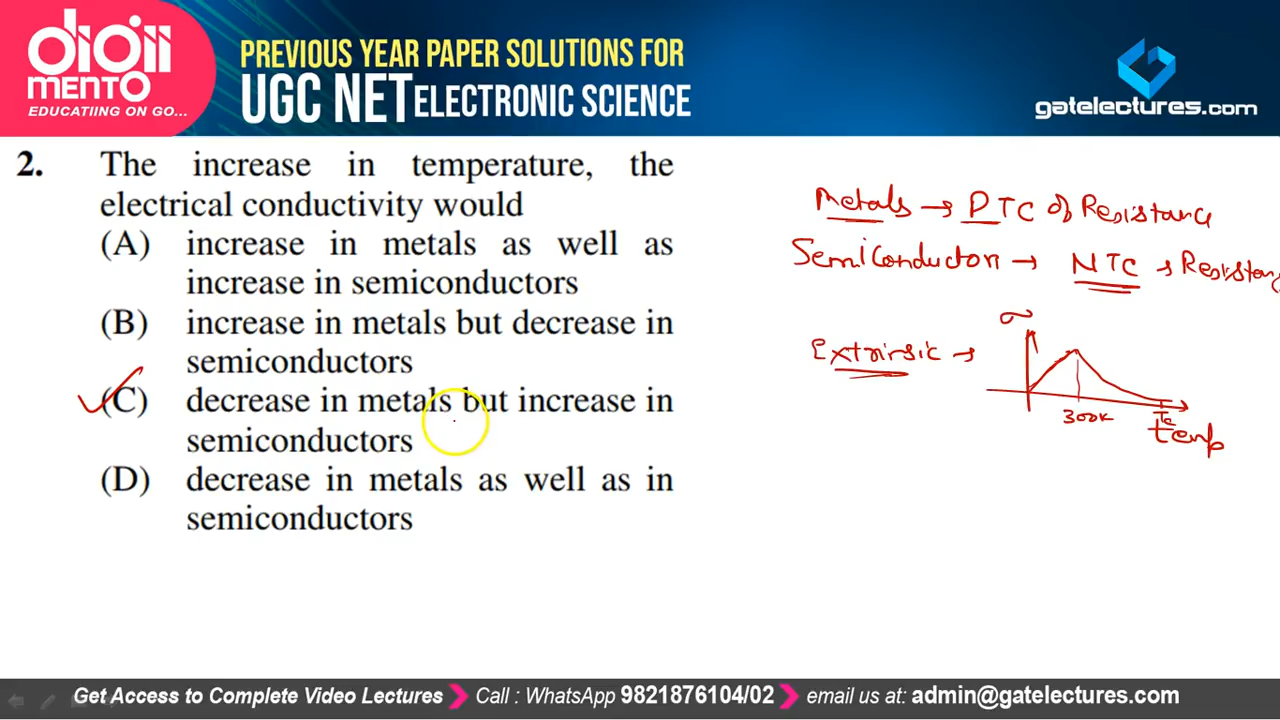 dioii
MENTO
EDUCATIING ON GO...
PREVIOUS YEAR PAPER SOLUTIONS FOR
UGC NET ELECTRONIC SCIENCE
gatelectures.com
2. The increase in temperature, the
electrical conductivity would
(A) increase in metals as well as
increase in semiconductors
(B) increase in metals but decrease in
semiconductors
(C) decrease in metals but increase in
semiconductors
(D) decrease in metals as well as in
semiconductors
Metals → PTC of Resistance
Semiconductor → NTC → Resistanc
Extrinsic →
σ
300K
Tc
temp
Get Access to Complete Video Lectures
Call : WhatsApp 9821876104/02
email us at: admin@gatelectures.com